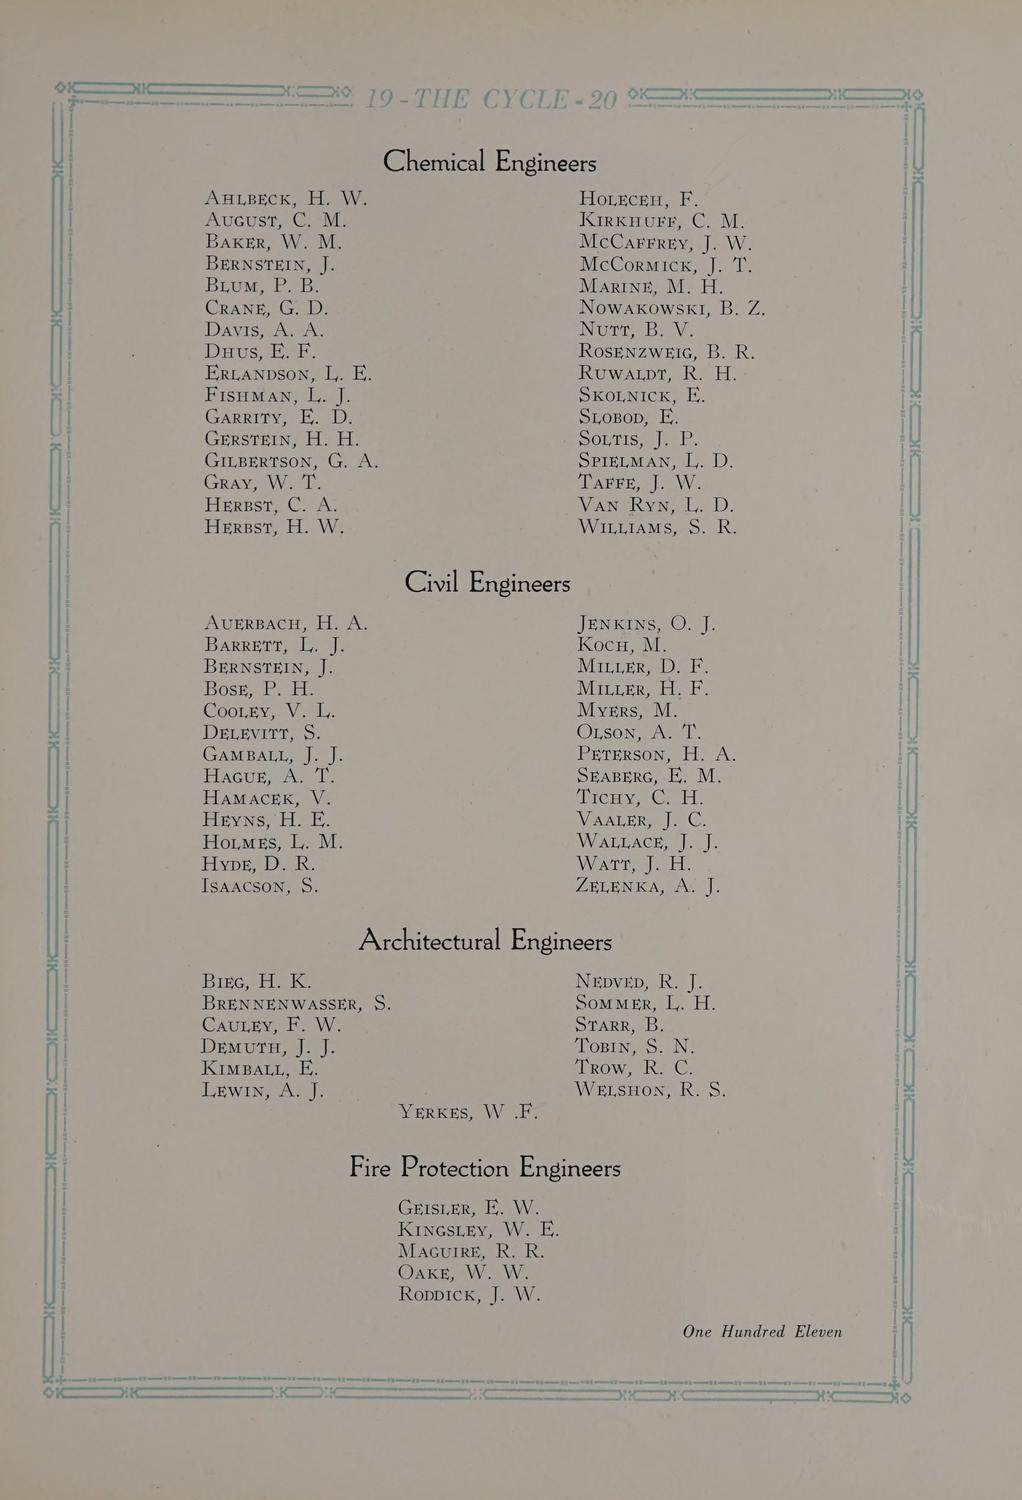 19-THE CYCLE-20
Chemical Engineers
AHLBECK, H. W.
AUGUST, C. M.
BAKER, W. M.
BERNSTEIN, J.
BLUM, P. B.
CRANE, G. D.
DAVIS, A. A.
DHUS, E. F.
ERLANDSON, L. E.
FISHMAN, L. J.
GARRITY, E. D.
GERSTEIN, H. H.
GILBERTSON, G. A.
GRAY, W. T.
HERBST, C. A.
HERBST, H. W.
HOLECEH, F.
KIRKHUFF, C. M.
MCCAFFREY, J. W.
MCCORMICK, J. T.
MARINE, M. H.
NOWAKOWSKI, B. Z.
NUTT, B. V.
ROSENZWEIG, B. R.
RUWALDT, R. H.
SKOLNICK, E.
SLOBOD, E.
SOLTIS, J. P.
SPIELMAN, L. D.
TAFFE, J. W.
VAN RYN, L. D.
WILLIAMS, S. R.
Civil Engineers
AUERBACH, H. A.
BARRETT, L. J.
BERNSTEIN, J.
BOSE, P. H.
COOLEY, V. L.
DELEVITT, S.
GAMBALL, J. J.
HAGUE, A. T.
HAMACEK, V.
HEYNS, H. E.
HOLMES, L. M.
HYDE, D. R.
ISAACSON, S.
JENKINS, O. J.
KOCH, M.
MILLER, D. F.
MILLER, H. F.
MYERS, M.
OLSON, A. T.
PETERSON, H. A.
SEABERG, E. M.
TICHY, C. H.
VAALER, J. C.
WALLACE, J. J.
WATT, J. H.
ZELENKA, A. J.
Architectural Engineers
BIEG, H. K.
BRENNENWASSER, S.
CAULEY, F. W.
DEMUTH, J. J.
KIMBALL, E.
LEWIN, A. J.
NEDVED, R. J.
SOMMER, L. H.
STARR, B.
TOBIN, S. N.
TROW, R. C.
WELSHON, R. S.
YERKES, W .F.
Fire Protection Engineers
GEISLER, E. W.
KINGSLEY, W. E.
MAGUIRE, R. R.
OAKE, W. W.
RODDICK, J. W.
One Hundred Eleven